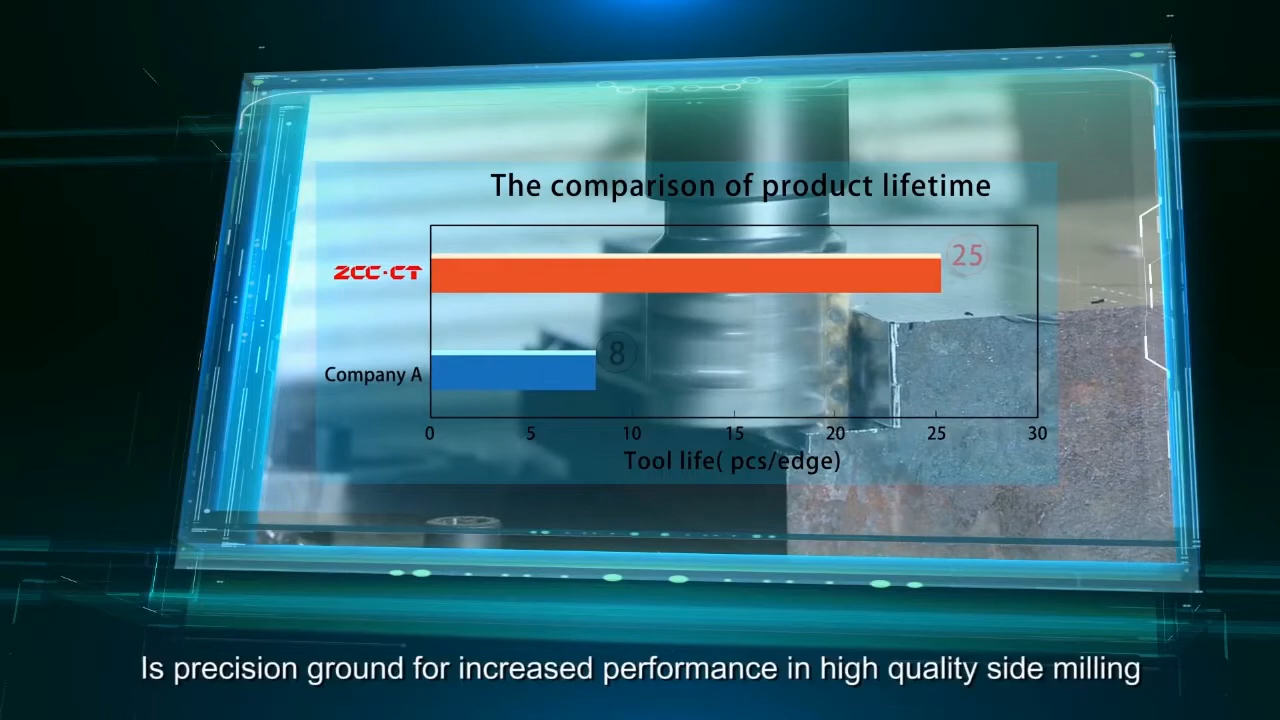 The comparison of product lifetime
25
ZCC·CT
8
Company A
0 5 10 15 20 25 30
Tool life( pcs/edge)
Is precision ground for increased performance in high quality side milling